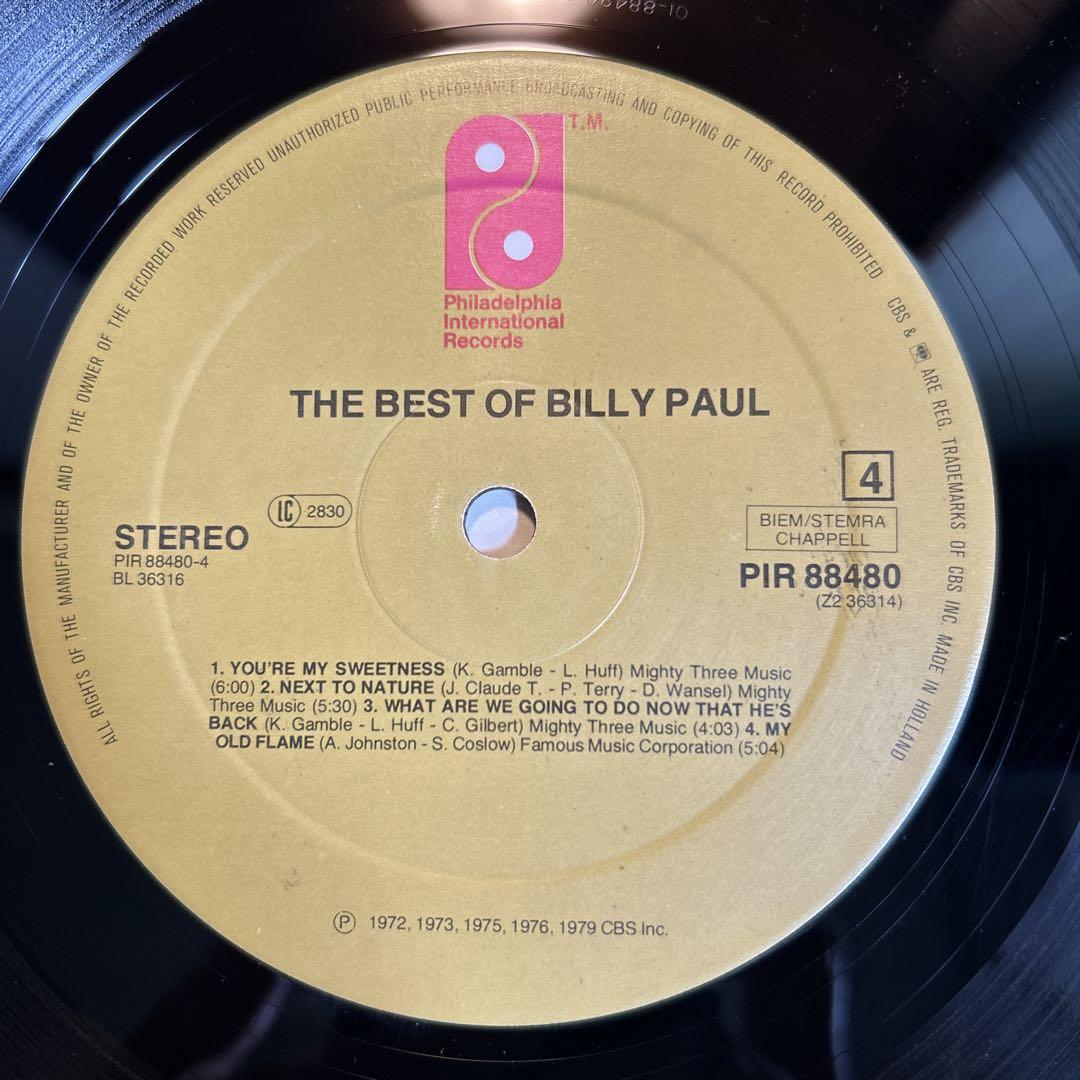 ALL RIGHTS OF THE MANUFACTURER AND OF THE OWNER OF THE RECORDED WORK RESERVED UNAUTHORIZED PUBLIC PERFORMANCE BROADCASTING AND COPYING OF THIS RECORD PROHIBITED CBS & ARE REG. TRADEMARKS OF CBS INC. MADE IN HOLLAND
T.M.
Philadelphia
International
Records
THE BEST OF BILLY PAUL
4
LC 2830
BIEM/STEMRA
CHAPPELL
STEREO
PIR 88480-4
BL 36316
PIR 88480
(Z2 36314)
1. YOU'RE MY SWEETNESS (K. Gamble - L. Huff) Mighty Three Music
(6:00) 2. NEXT TO NATURE (J. Claude T. - P. Terry - D. Wansel) Mighty
Three Music (5:30) 3. WHAT ARE WE GOING TO DO NOW THAT HE'S
BACK (K. Gamble - L. Huff - C. Gilbert) Mighty Three Music (4:03) 4. MY
OLD FLAME (A. Johnston - S. Coslow) Famous Music Corporation (5:04)
Ⓟ 1972, 1973, 1975, 1976, 1979 CBS Inc.